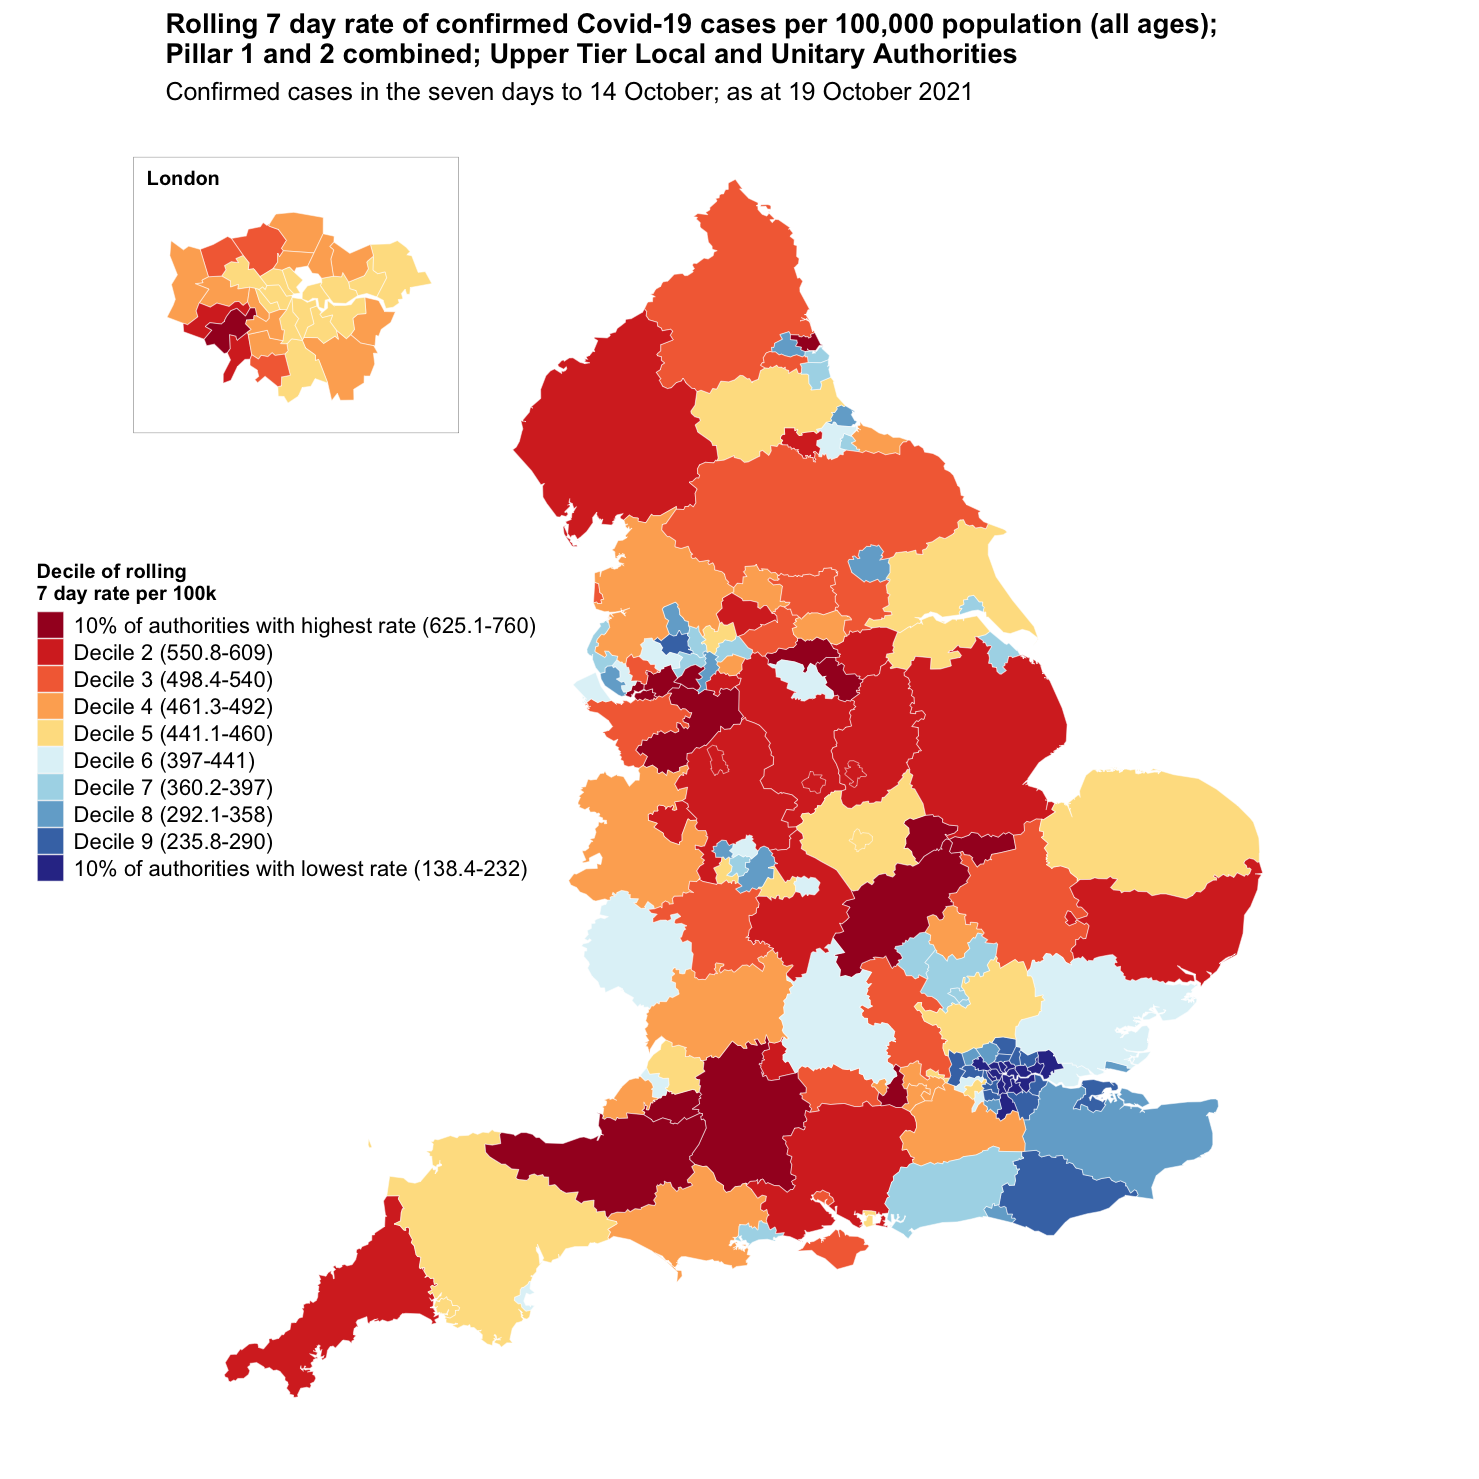 Rolling 7 day rate of confirmed Covid-19 cases per 100,000 population (all ages);
Pillar 1 and 2 combined; Upper Tier Local and Unitary Authorities
Confirmed cases in the seven days to 14 October; as at 19 October 2021
London
Decile of rolling
7 day rate per 100k
10% of authorities with highest rate (625.1-760)
Decile 2 (550.8-609)
Decile 3 (498.4-540)
Decile 4 (461.3-492)
Decile 5 (441.1-460)
Decile 6 (397-441)
Decile 7 (360.2-397)
Decile 8 (292.1-358)
Decile 9 (235.8-290)
10% of authorities with lowest rate (138.4-232)